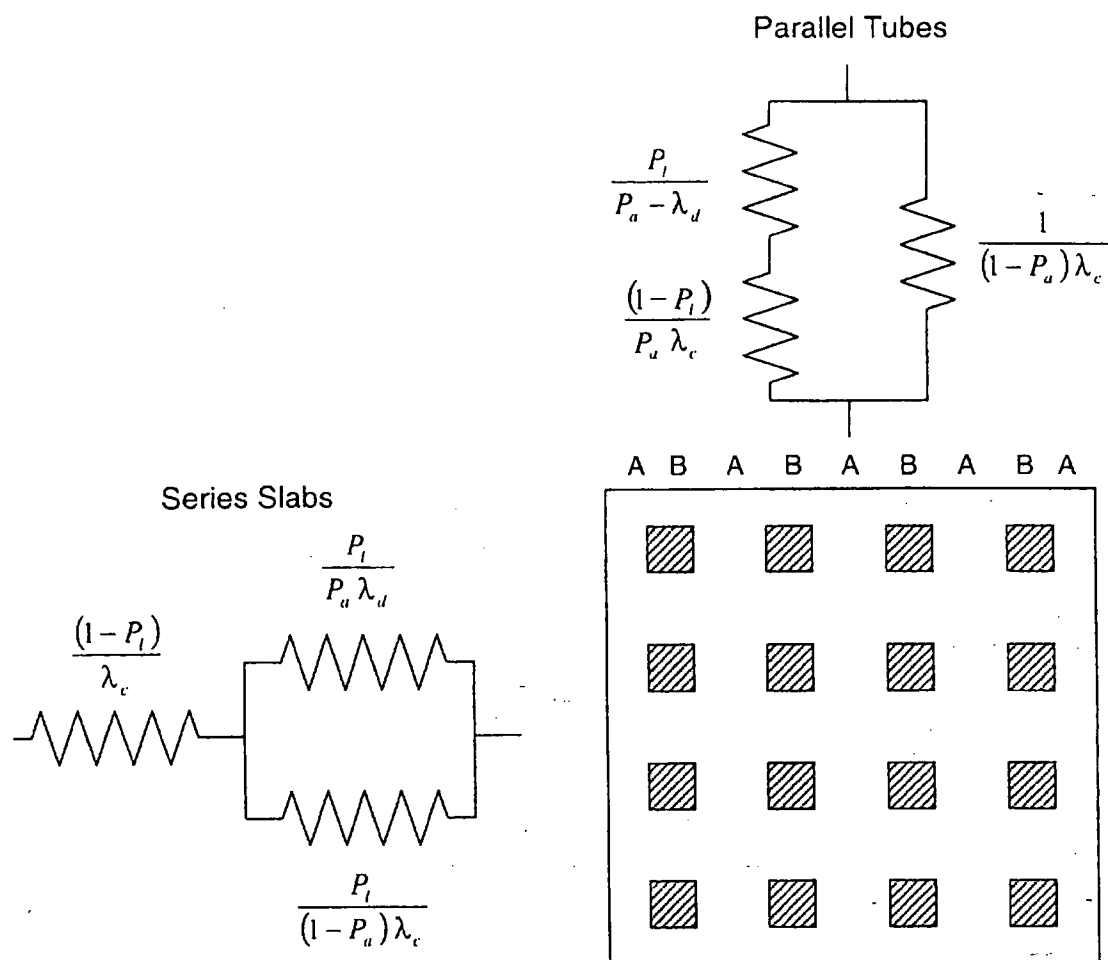 Parallel Tubes
P_l / (P_a − λ_d)
1 / ((1 − P_a) λ_c)
(1 − P_l) / (P_a λ_c)
A B A B A B A B A
Series Slabs
P_l / (P_a λ_d)
(1 − P_l) / λ_c
P_l / ((1 − P_a) λ_c)